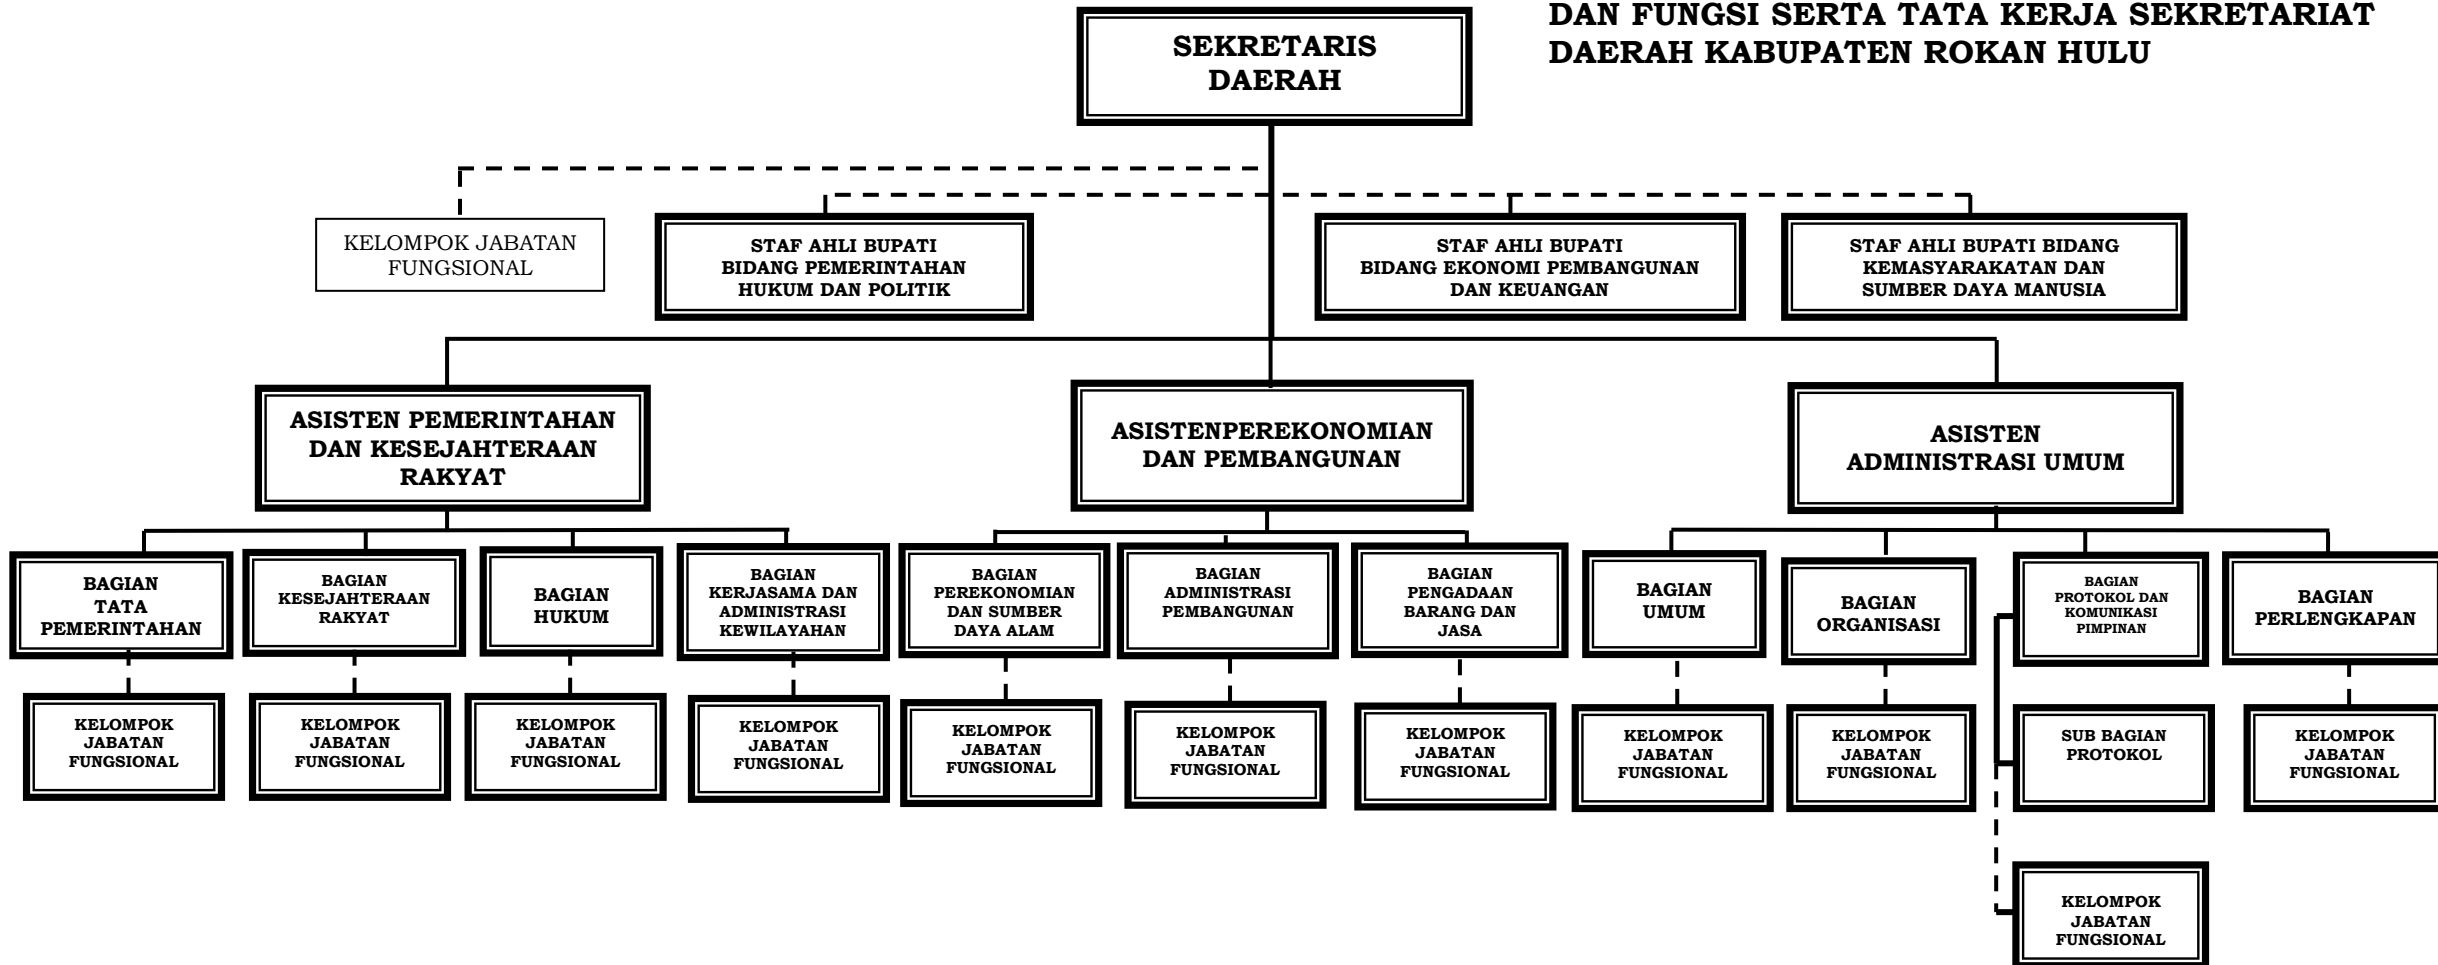 DAN FUNGSI SERTA TATA KERJA SEKRETARIAT
DAERAH KABUPATEN ROKAN HULU
SEKRETARIS
DAERAH
KELOMPOK JABATAN
FUNGSIONAL
STAF AHLI BUPATI
BIDANG PEMERINTAHAN
HUKUM DAN POLITIK
STAF AHLI BUPATI
BIDANG EKONOMI PEMBANGUNAN
DAN KEUANGAN
STAF AHLI BUPATI BIDANG
KEMASYARAKATAN DAN
SUMBER DAYA MANUSIA
ASISTEN PEMERINTAHAN
DAN KESEJAHTERAAN
RAKYAT
ASISTENPEREKONOMIAN
DAN PEMBANGUNAN
ASISTEN
ADMINISTRASI UMUM
BAGIAN
TATA
PEMERINTAHAN
BAGIAN
KESEJAHTERAAN
RAKYAT
BAGIAN
HUKUM
BAGIAN
KERJASAMA DAN
ADMINISTRASI
KEWILAYAHAN
BAGIAN
PEREKONOMIAN
DAN SUMBER
DAYA ALAM
BAGIAN
ADMINISTRASI
PEMBANGUNAN
BAGIAN
PENGADAAN
BARANG DAN
JASA
BAGIAN
UMUM
BAGIAN
ORGANISASI
BAGIAN
PROTOKOL DAN
KOMUNIKASI
PIMPINAN
BAGIAN
PERLENGKAPAN
KELOMPOK
JABATAN
FUNGSIONAL
KELOMPOK
JABATAN
FUNGSIONAL
KELOMPOK
JABATAN
FUNGSIONAL
KELOMPOK
JABATAN
FUNGSIONAL
KELOMPOK
JABATAN
FUNGSIONAL
KELOMPOK
JABATAN
FUNGSIONAL
KELOMPOK
JABATAN
FUNGSIONAL
KELOMPOK
JABATAN
FUNGSIONAL
KELOMPOK
JABATAN
FUNGSIONAL
SUB BAGIAN
PROTOKOL
KELOMPOK
JABATAN
FUNGSIONAL
KELOMPOK
JABATAN
FUNGSIONAL